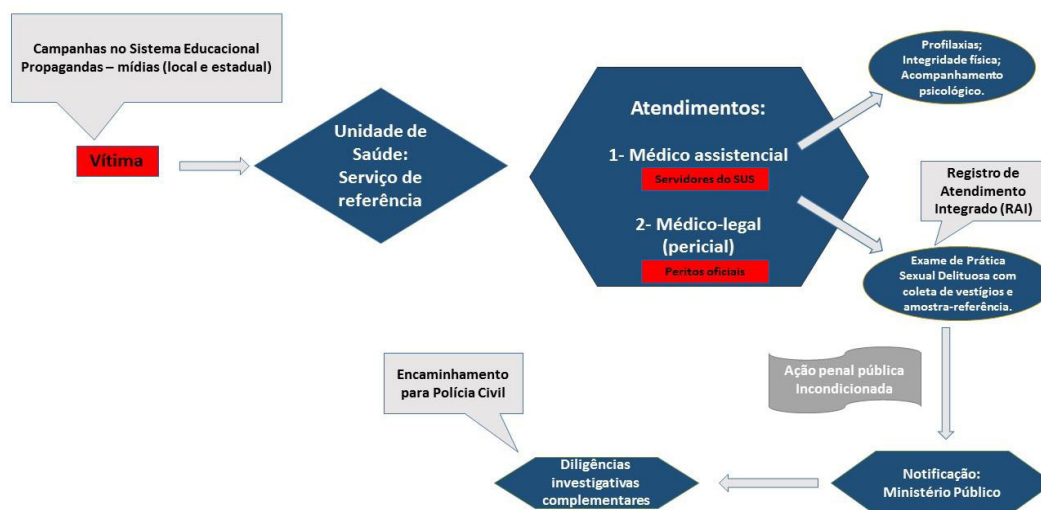 Campanhas no Sistema Educacional
Propagandas – mídias (local e estadual)
Vítima
Unidade de
Saúde:
Serviço de
referência
Atendimentos:
1- Médico assistencial
Servidores do SUS
2- Médico-legal
(pericial)
Peritos oficiais
Profilaxias;
Integridade física;
Acompanhamento
psicológico.
Registro de
Atendimento
Integrado (RAI)
Exame de Prática
Sexual Delituosa com
coleta de vestígios e
amostra-referência.
Ação penal pública
Incondicionada
Encaminhamento
para Polícia Civil
Diligências
investigativas
complementares
Notificação:
Ministério Público